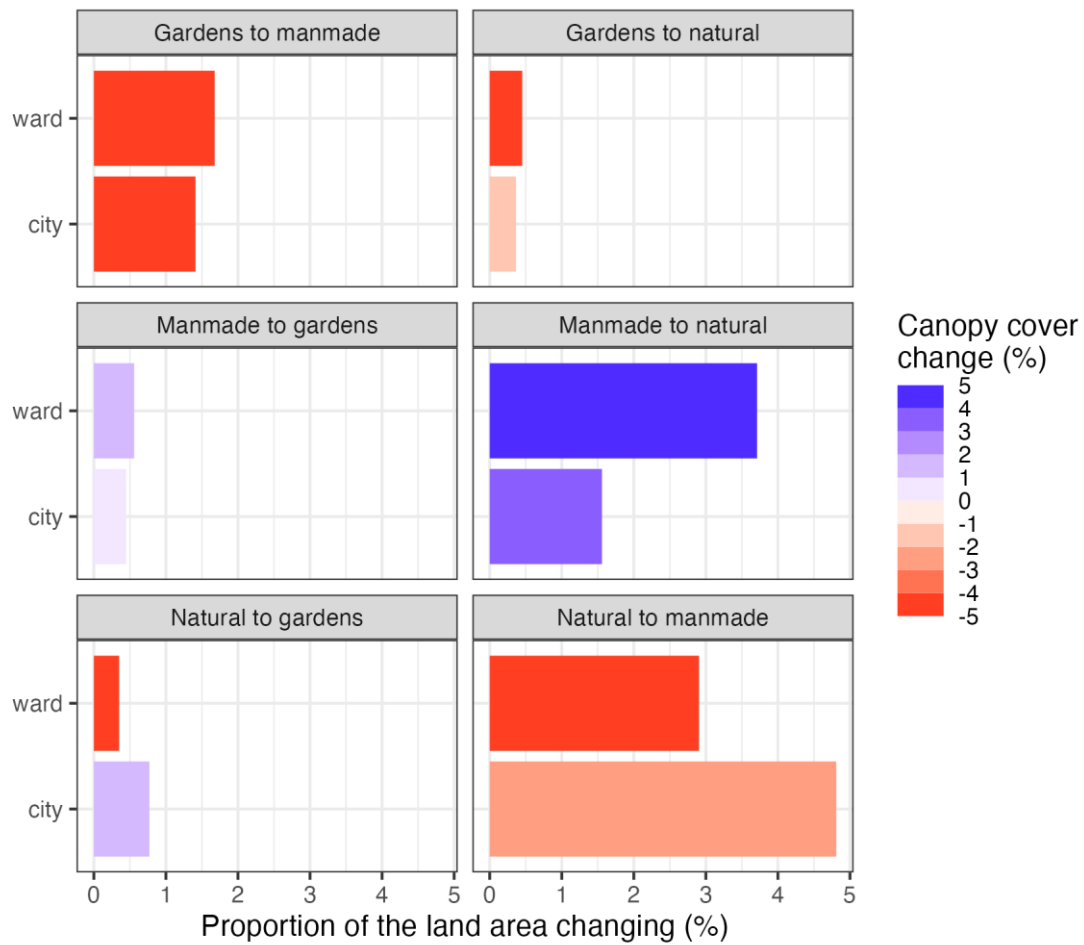 Gardens to manmade
Gardens to natural
ward
city
Manmade to gardens
Manmade to natural
ward
city
Natural to gardens
Natural to manmade
ward
city
0 1 2 3 4 5
0 1 2 3 4 5
Proportion of the land area changing (%)
Canopy cover
change (%)
5
4
3
2
1
0
-1
-2
-3
-4
-5